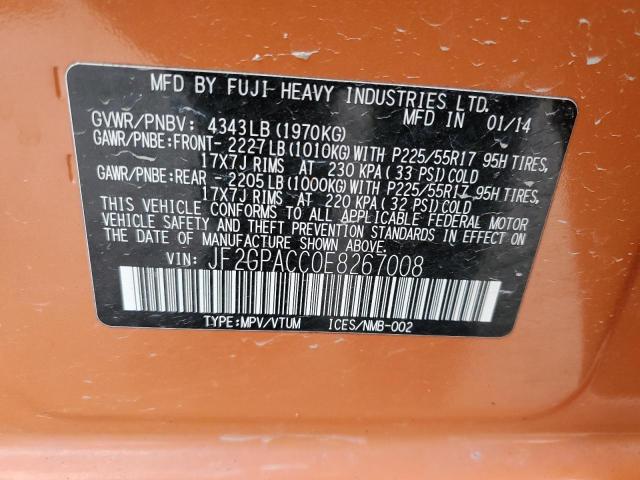 MFD BY FUJI HEAVY INDUSTRIES LTD.
MFD IN 01/14
GVWR/PNBV: 4343LB (1970KG)
GAWR/PNBE:FRONT- 2227LB (1010KG) WITH P225/55R17 95H TIRES,
17X7J RIMS AT 230 KPA (33 PSI) COLD
GAWR/PNBE:REAR - 2205LB (1000KG) WITH P225/55R17 95H TIRES,
17X7J RIMS AT 220 KPA (32 PSI) COLD
THIS VEHICLE CONFORMS TO ALL APPLICABLE FEDERAL MOTOR
VEHICLE SAFETY AND THEFT PREVENTION STANDARDS IN EFFECT ON
THE DATE OF MANUFACTURE SHOWN ABOVE.
VIN: JF2GPACC0E8267008
TYPE:MPV/VTUM ICES/NMB-002